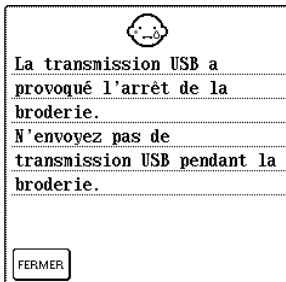 La transmission USB a
provoqué l'arrêt de la
broderie.
N'envoyez pas de
transmission USB pendant la
broderie.
FERMER